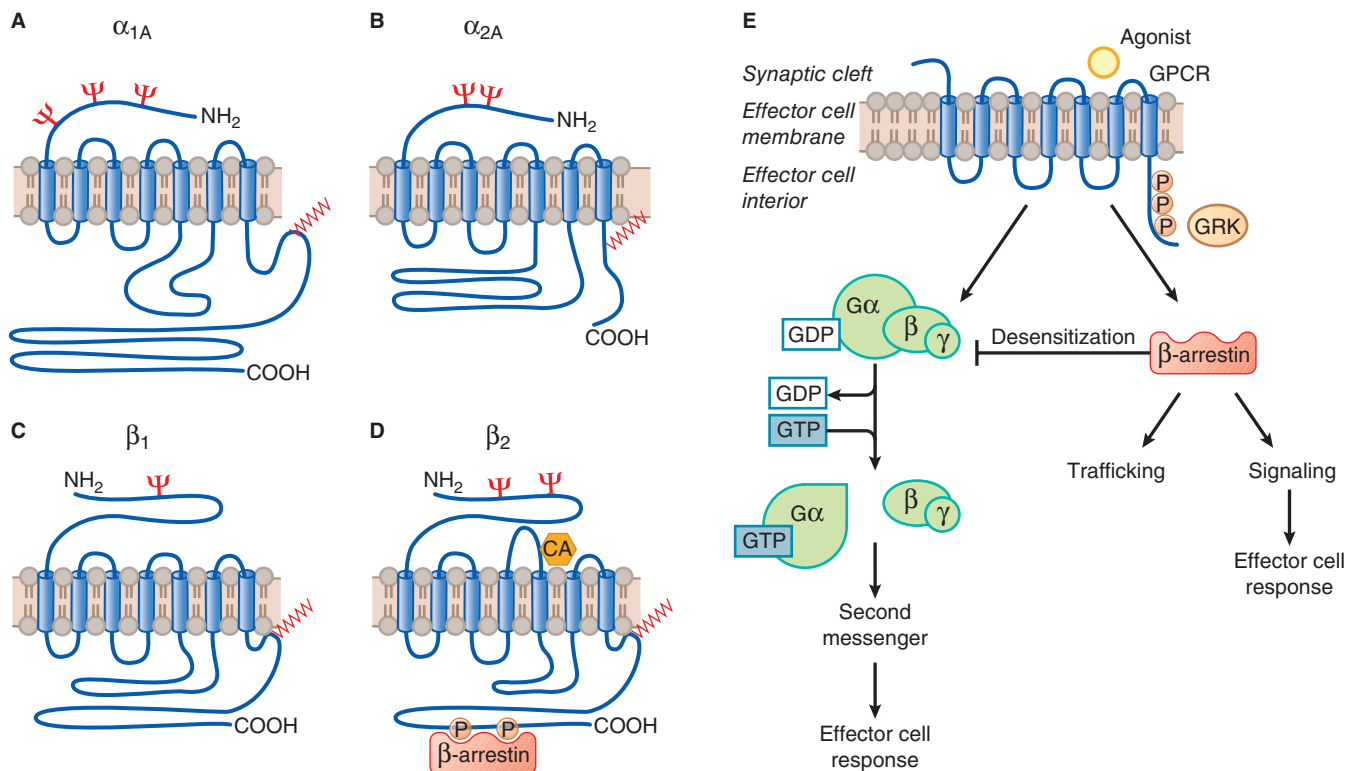 A
α1A
Ψ Ψ Ψ
NH2
COOH
B
α2A
Ψ Ψ
NH2
COOH
C
β1
NH2
Ψ
COOH
D
β2
NH2
Ψ Ψ
CA
COOH
P P
β-arrestin
E
Agonist
GPCR
Synaptic cleft
Effector cell
membrane
Effector cell
interior
P
P
P
GRK
Gα
β
γ
GDP
Desensitization
β-arrestin
GDP
GTP
Trafficking
Signaling
Gα
GTP
β
γ
Effector cell
response
Second
messenger
Effector cell
response